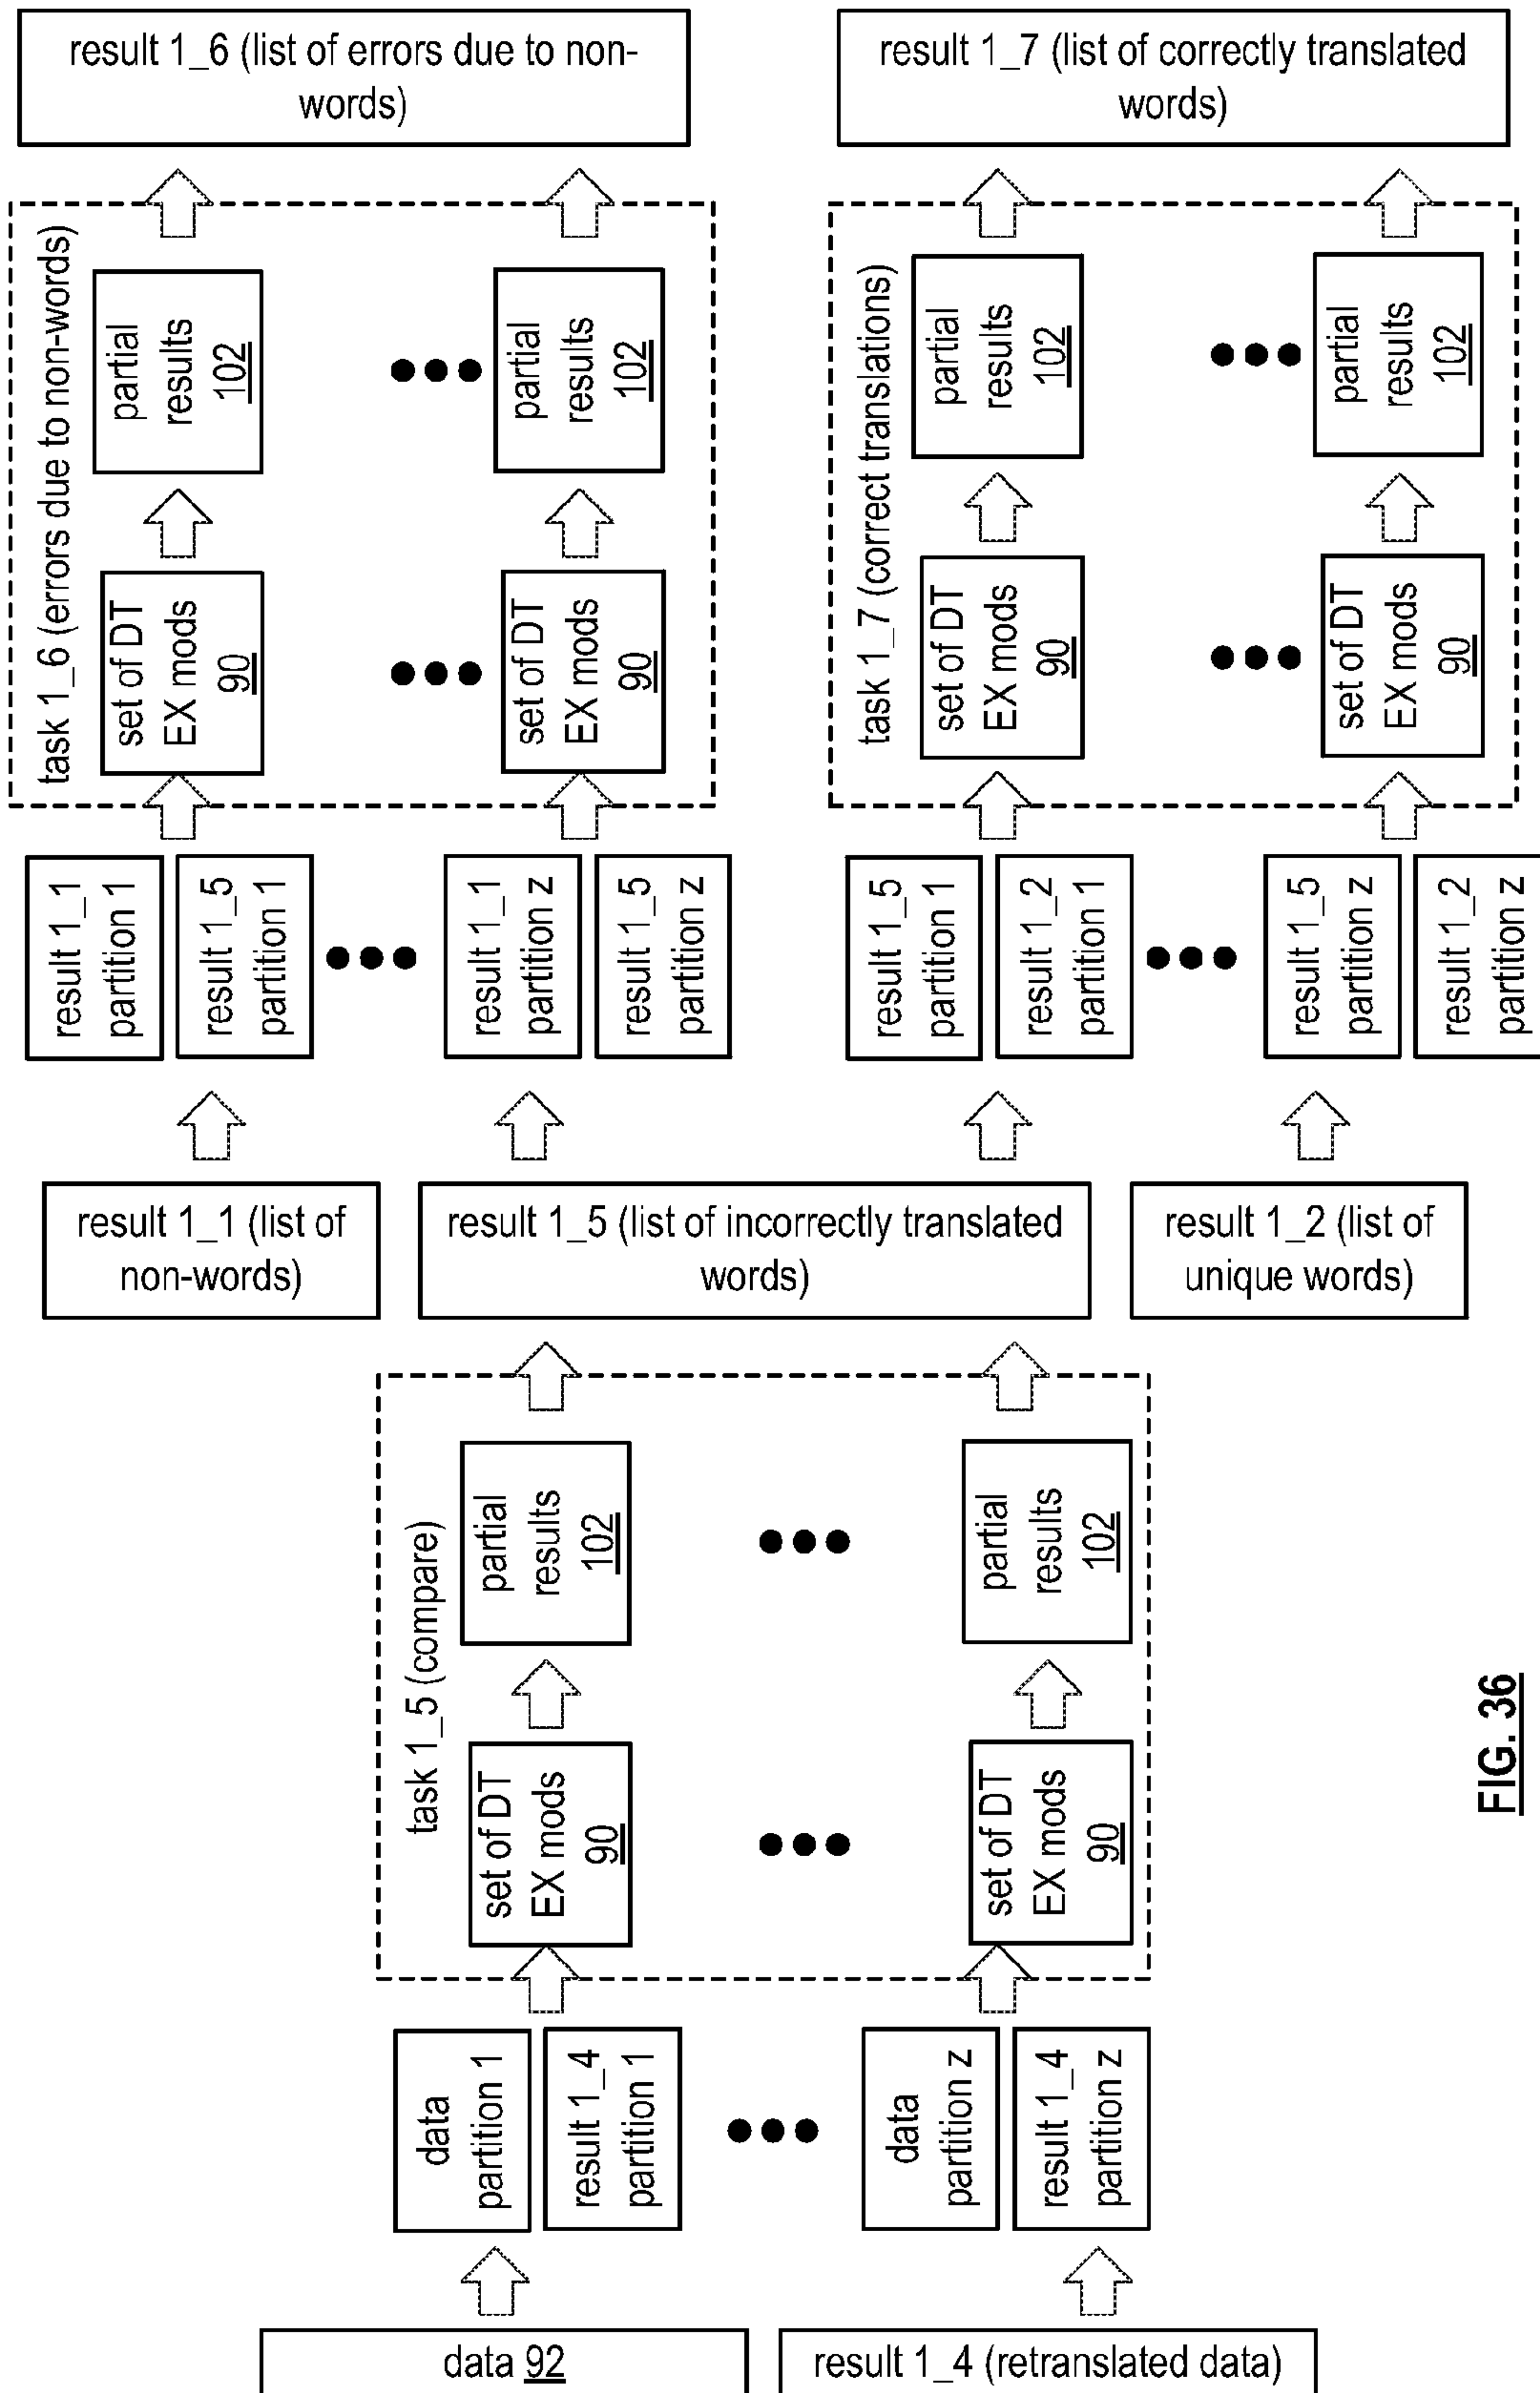 result 1_6 (list of errors due to non-
words)
result 1_7 (list of correctly translated
words)
task 1_6 (errors due to non-words)
partial
results
102
partial
results
102
set of DT
EX mods
90
set of DT
EX mods
90
task 1_7 (correct translations)
partial
results
102
partial
results
102
set of DT
EX mods
90
set of DT
EX mods
90
result 1_1
partition 1
result 1_5
partition 1
result 1_1
partition z
result 1_5
partition z
result 1_5
partition 1
result 1_2
partition 1
result 1_5
partition z
result 1_2
partition z
result 1_1 (list of
non-words)
result 1_5 (list of incorrectly translated
words)
result 1_2 (list of
unique words)
task 1_5 (compare)
partial
results
102
partial
results
102
set of DT
EX mods
90
set of DT
EX mods
90
data
partition 1
result 1_4
partition 1
data
partition z
result 1_4
partition z
data 92
result 1_4 (retranslated data)
FIG. 36